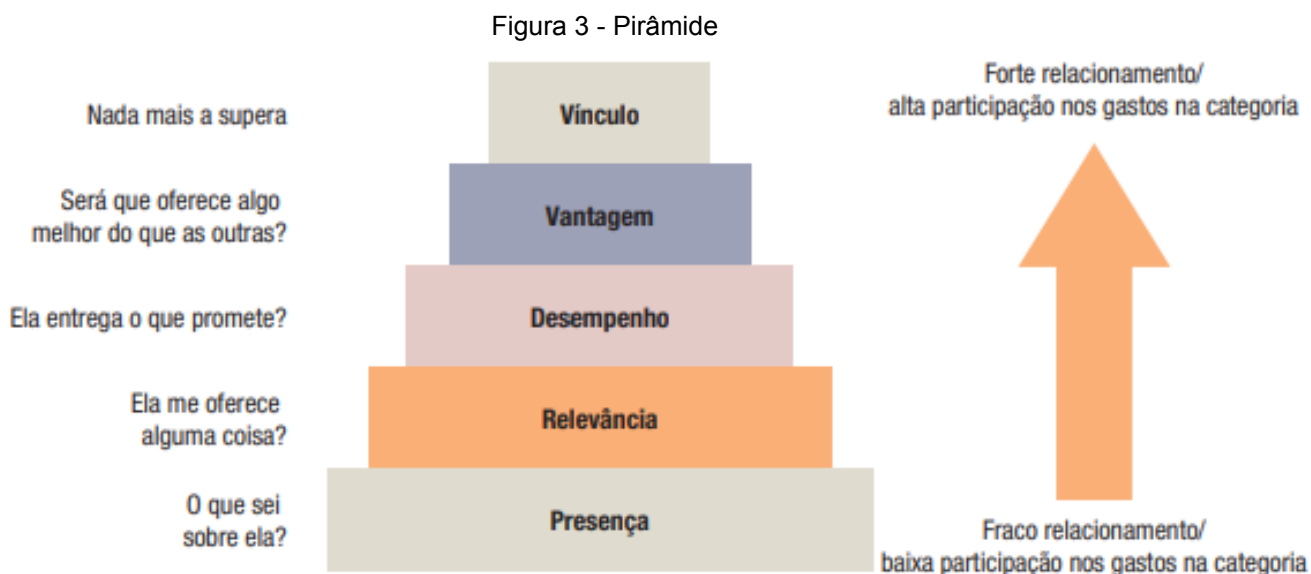 Figura 3 - Pirâmide
Nada mais a supera
Vínculo
Forte relacionamento/
alta participação nos gastos na categoria
Será que oferece algo
melhor do que as outras?
Vantagem
Ela entrega o que promete?
Desempenho
Ela me oferece
alguma coisa?
Relevância
O que sei
sobre ela?
Presença
Fraco relacionamento/
baixa participação nos gastos na categoria